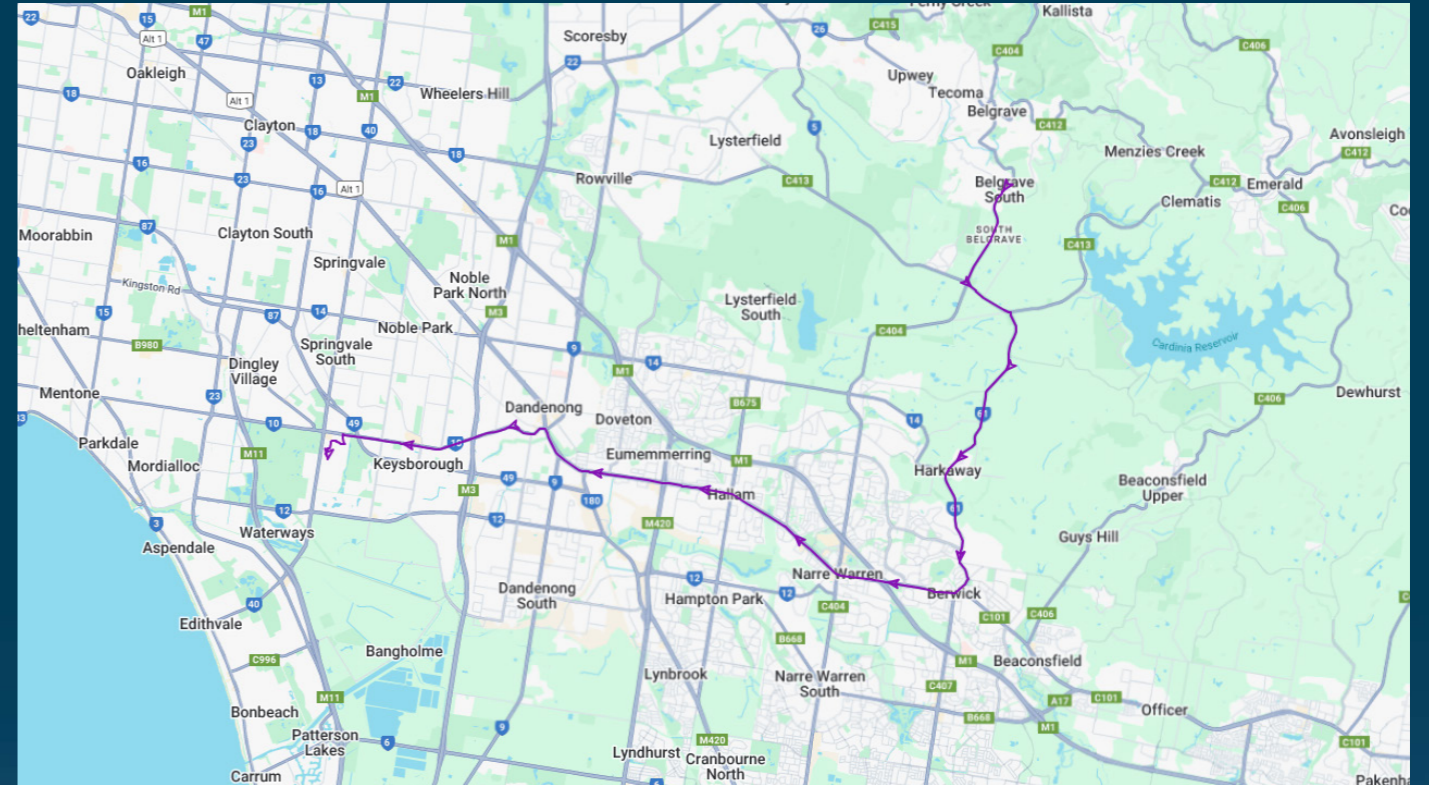 Ferny Creek
Kallista
22
15
M1
Alt 1
47
Scoresby
22
26
C415
C404
C406
Oakleigh
13
22
M1
Wheelers Hill
Upwey
Tecoma
Belgrave
18
Alt 1
Clayton
18
40
23
18
Lysterfield
5
C412
Avonsleigh
C412
Menzies Creek
16
23
16
Alt 1
Rowville
C413
Belgrave
South
C412
Emerald
C406
Clematis
Moorabbin
87
Clayton South
M1
SOUTH
BELGRAVE
C413
Springvale
Noble
Park North
Kingston Rd
15
87
14
M3
Lysterfield
South
C404
Cardinia Reservoir
heltenham
B980
Noble Park
Springvale
South
9
14
M1
Dingley
Village
Mentone
23
C406
Dewhurst
B675
33
10
49
Dandenong
Doveton
14
61
Parkdale
M11
10
Mordialloc
Keysborough
Eumemmerring
M1
Harkaway
Beaconsfield
Upper
M3
49
9
180
Hallam
61
12
12
M420
3
Waterways
Aspendale
Guys Hill
Dandenong
South
12
Hampton Park
12
Narre Warren
C404
Berwick
C101
C406
40
Edithvale
B668
Bangholme
C996
Lynbrook
Narre Warren
South
M1
Beaconsfield
C407
M11
Bonbeach
A17
C101
Officer
B668
M1
Patterson
Lakes
6
9
M420
Lyndhurst
Cranbourne
North
C101
Carrum
6
Pakenha